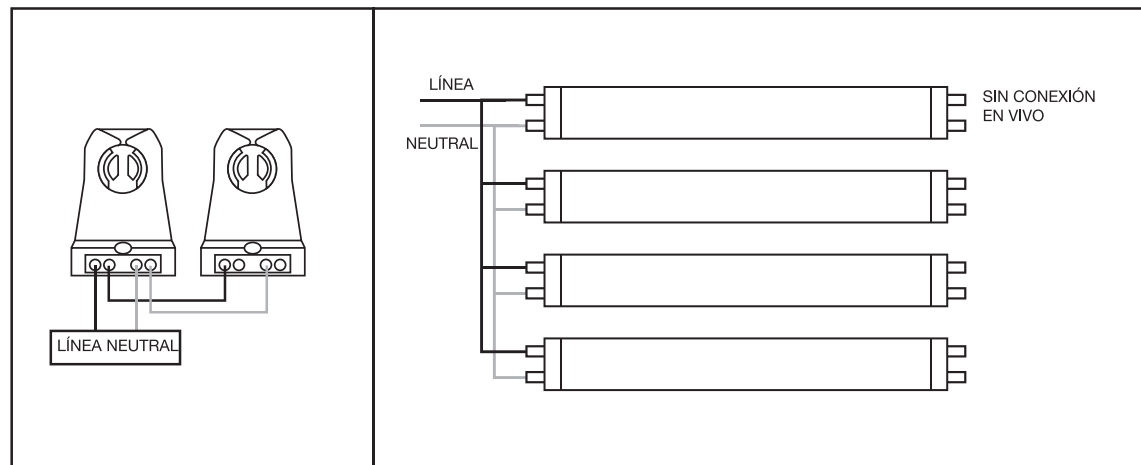 LÍNEA NEUTRAL
LÍNEA
NEUTRAL
SIN CONEXIÓN
EN VIVO